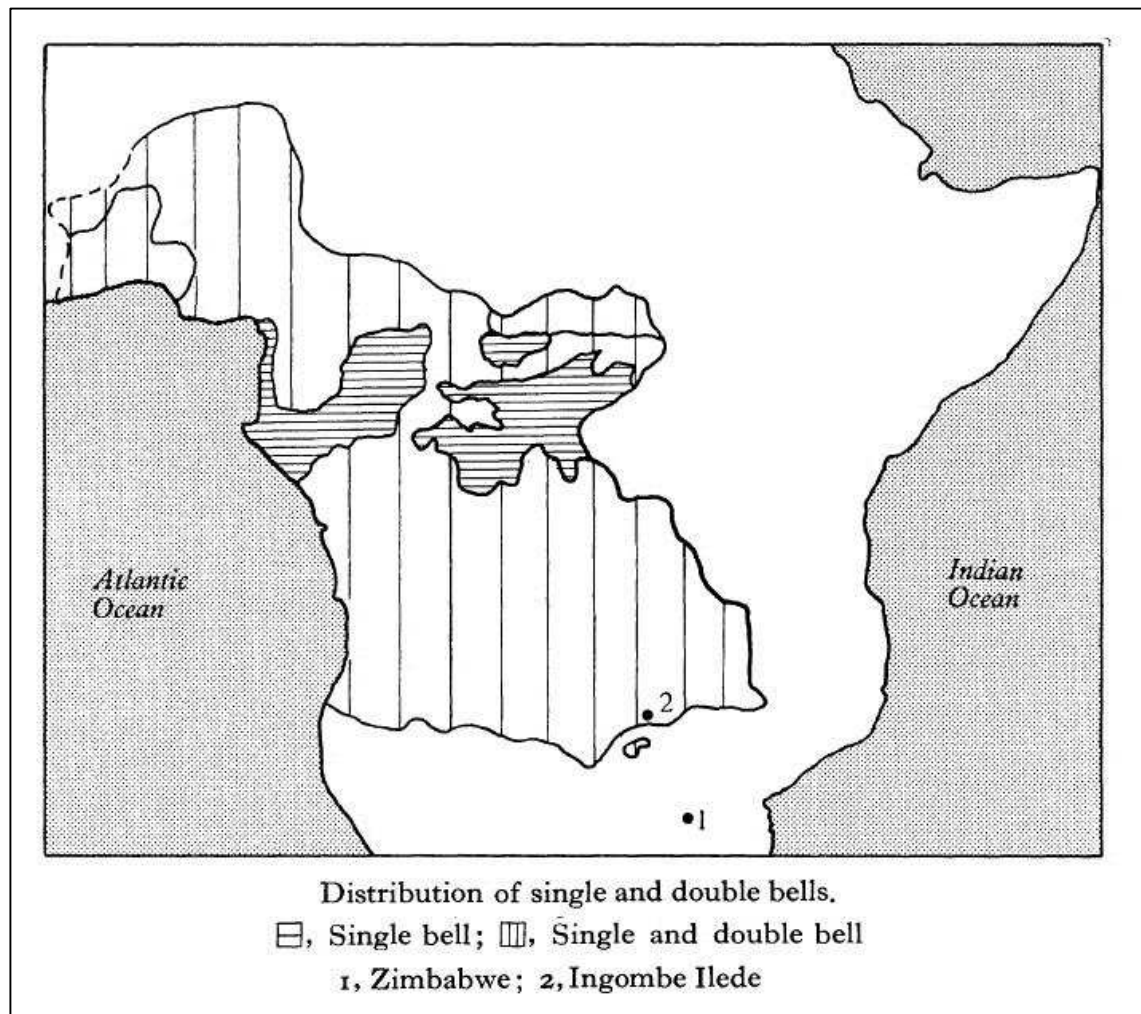 Atlantic
Ocean
Indian
Ocean
2
1
Distribution of single and double bells.
, Single bell; , Single and double bell
1, Zimbabwe; 2, Ingombe Ilede